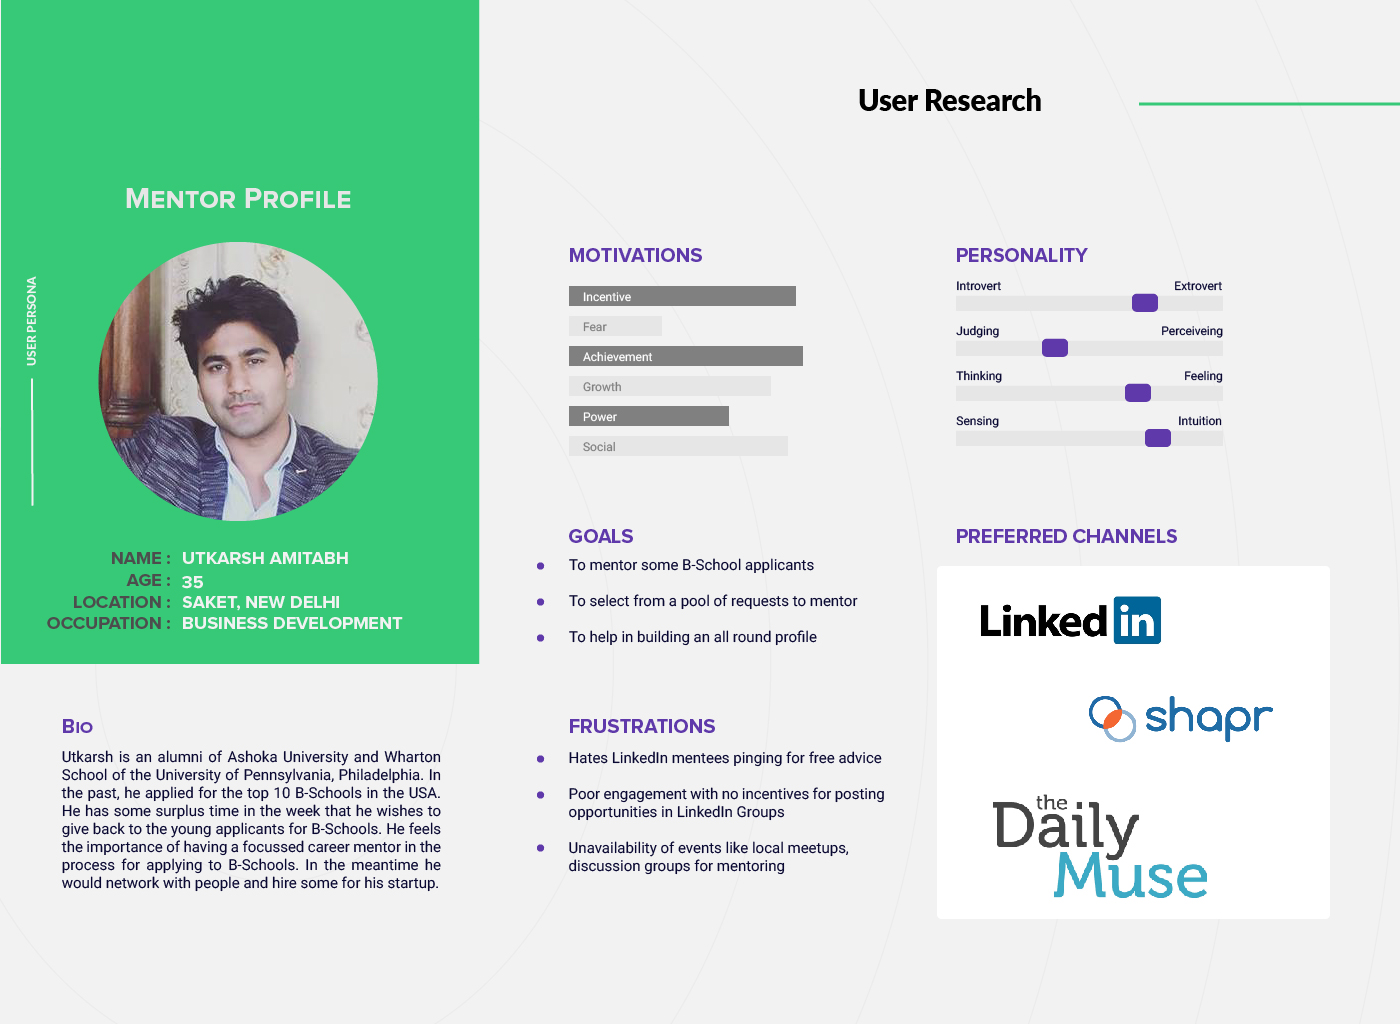 User Research
MENTOR PROFILE
USER PERSONA
NAME : UTKARSH AMITABH
AGE : 35
LOCATION : SAKET, NEW DELHI
OCCUPATION : BUSINESS DEVELOPMENT
BIO
Utkarsh is an alumni of Ashoka University and Wharton
School of the University of Pennsylvania, Philadelphia. In
the past, he applied for the top 10 B-Schools in the USA.
He has some surplus time in the week that he wishes to
give back to the young applicants for B-Schools. He feels
the importance of having a focussed career mentor in the
process for applying to B-Schools. In the meantime he
would network with people and hire some for his startup.
MOTIVATIONS
Incentive
Fear
Achievement
Growth
Power
Social
PERSONALITY
Introvert Extrovert
Judging Perceiveing
Thinking Feeling
Sensing Intuition
GOALS
To mentor some B-School applicants
To select from a pool of requests to mentor
To help in building an all round profile
FRUSTRATIONS
Hates LinkedIn mentees pinging for free advice
Poor engagement with no incentives for posting
opportunities in LinkedIn Groups
Unavailability of events like local meetups,
discussion groups for mentoring
PREFERRED CHANNELS
Linked in
shapr
the
Daily
Muse